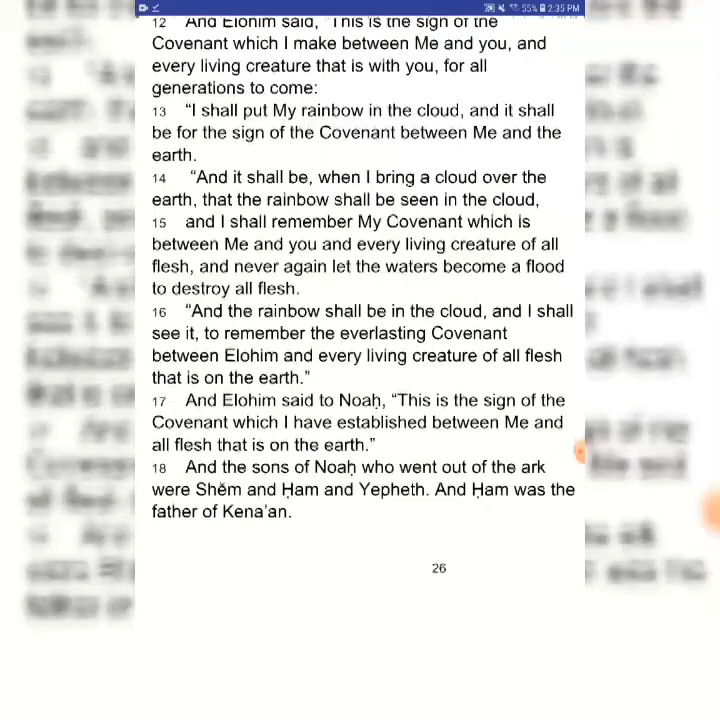 55% 2:35 PM
12 And Elohim said, "This is the sign of the
Covenant which I make between Me and you, and
every living creature that is with you, for all
generations to come:
13 “I shall put My rainbow in the cloud, and it shall
be for the sign of the Covenant between Me and the
earth.
14 “And it shall be, when I bring a cloud over the
earth, that the rainbow shall be seen in the cloud,
15 and I shall remember My Covenant which is
between Me and you and every living creature of all
flesh, and never again let the waters become a flood
to destroy all flesh.
16 “And the rainbow shall be in the cloud, and I shall
see it, to remember the everlasting Covenant
between Elohim and every living creature of all flesh
that is on the earth.”
17 And Elohim said to Noaḥ, “This is the sign of the
Covenant which I have established between Me and
all flesh that is on the earth.”
18 And the sons of Noaḥ who went out of the ark
were Shĕm and Ḥam and Yepheth. And Ḥam was the
father of Kena‛an.
26